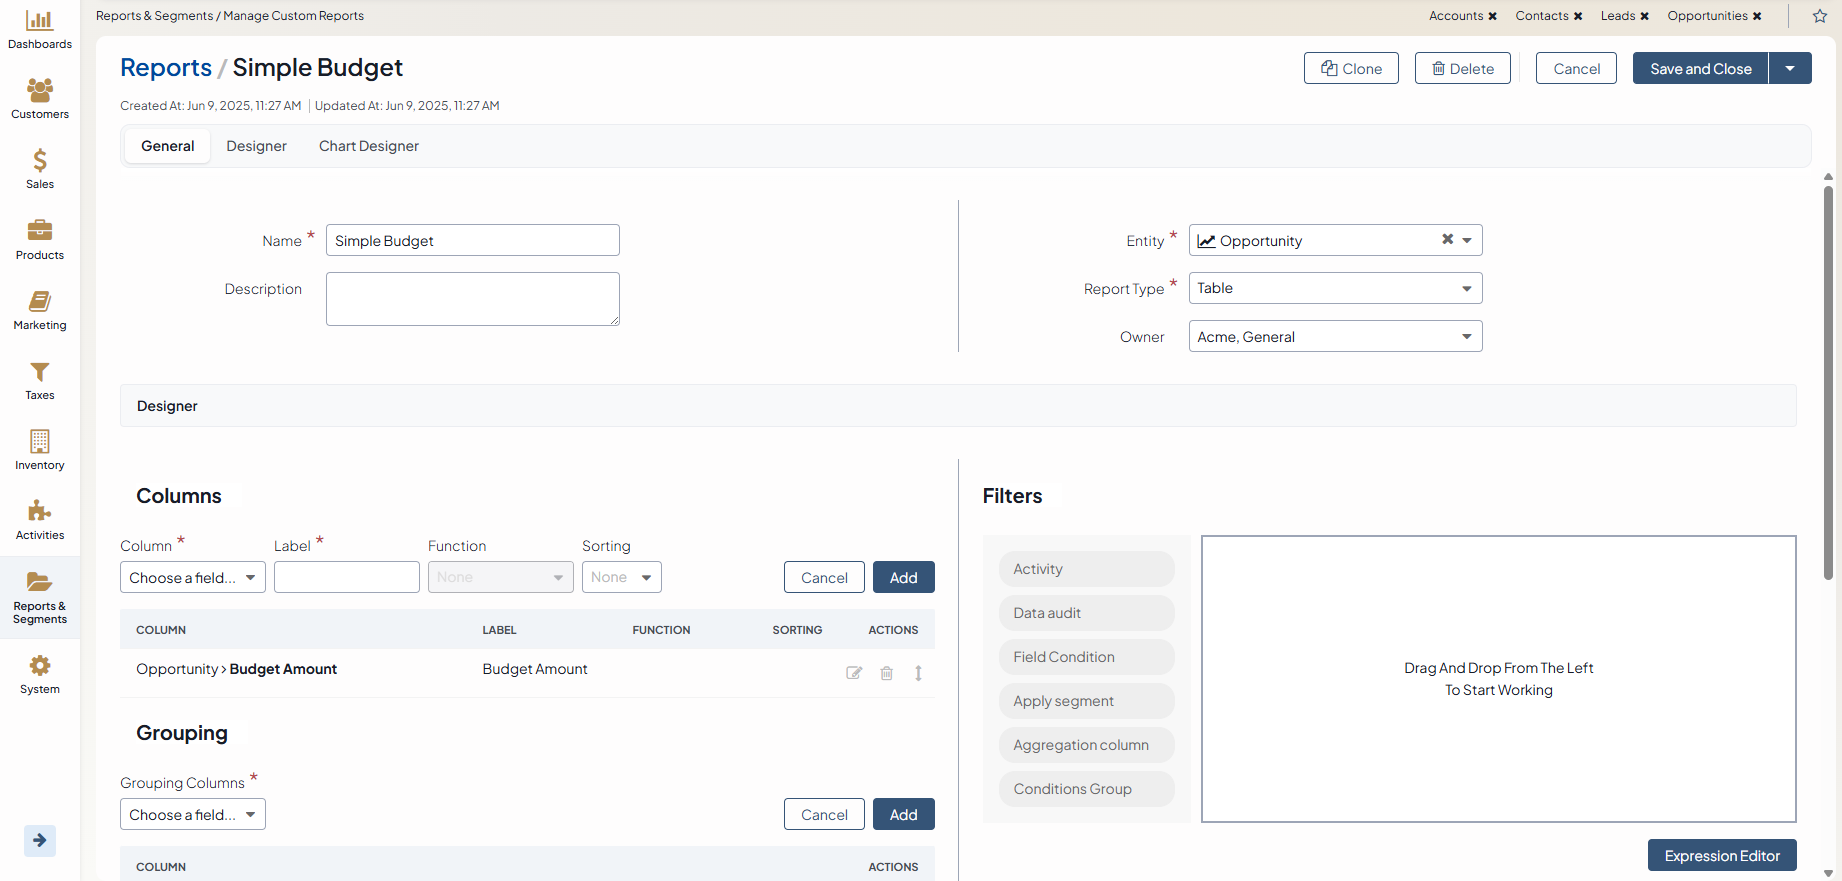 Reports & Segments / Manage Custom Reports
Accounts ✖ Contacts ✖ Leads ✖ Opportunities ✖
Dashboards
Customers
Sales
Products
Marketing
Taxes
Inventory
Activities
Reports &
Segments
System
Reports / Simple Budget
Clone Delete Cancel Save and Close
Created At: Jun 9, 2025, 11:27 AM | Updated At: Jun 9, 2025, 11:27 AM
General Designer Chart Designer
Name * Simple Budget
Description
Entity * Opportunity
Report Type * Table
Owner Acme, General
Designer
Columns
Column * Label * Function Sorting
Choose a field... None None Cancel Add
COLUMN LABEL FUNCTION SORTING ACTIONS
Opportunity > Budget Amount Budget Amount
Grouping
Grouping Columns *
Choose a field... Cancel Add
COLUMN ACTIONS
Filters
Activity
Data audit
Field Condition
Apply segment
Aggregation column
Conditions Group
Drag And Drop From The Left
To Start Working
Expression Editor